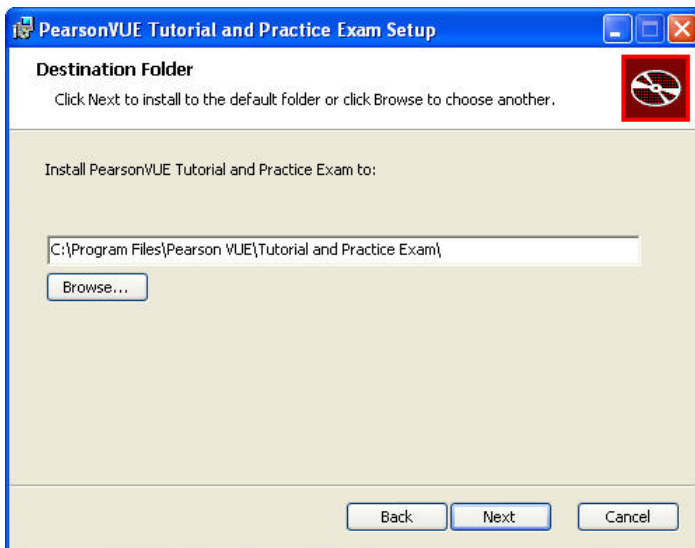 PearsonVUE Tutorial and Practice Exam Setup
Destination Folder
Click Next to install to the default folder or click Browse to choose another.
Install PearsonVUE Tutorial and Practice Exam to:
C:\Program Files\Pearson VUE\Tutorial and Practice Exam\
Browse...
Back Next Cancel